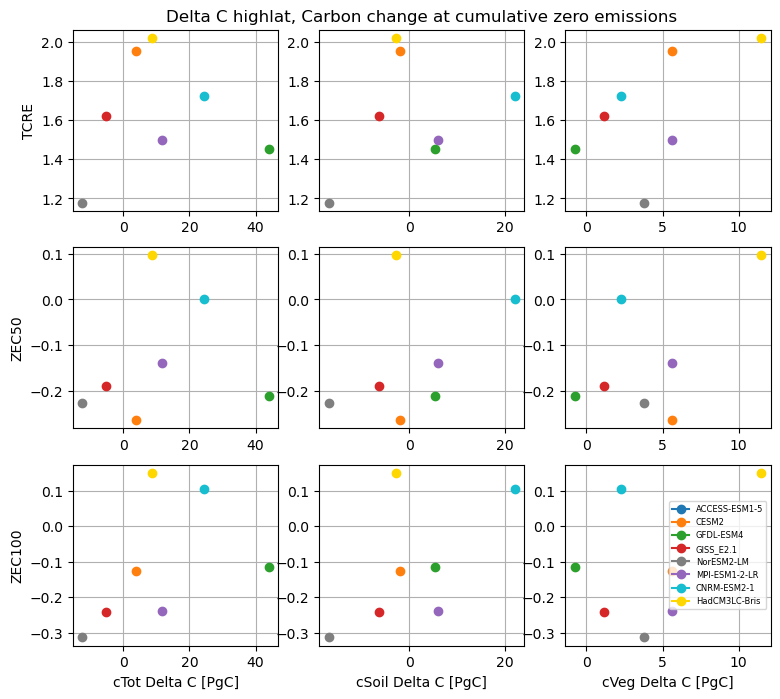 Delta C highlat, Carbon change at cumulative zero emissions
TCRE
2.0
1.8
1.6
1.4
1.2
0 20 40
0 20
0 5 10
2.0
1.8
1.6
1.4
1.2
2.0
1.8
1.6
1.4
1.2
ZEC50
0.1
0.0
−0.1
−0.2
0 20 40
0.1
0.0
−0.1
−0.2
0 20
0.1
0.0
−0.1
−0.2
0 5 10
ZEC100
0.1
0.0
−0.1
−0.2
−0.3
0 20 40
cTot Delta C [PgC]
0.1
0.0
−0.1
−0.2
−0.3
0 20
cSoil Delta C [PgC]
0.1
0.0
−0.1
−0.2
−0.3
0 5 10
cVeg Delta C [PgC]
ACCESS-ESM1-5
CESM2
GFDL-ESM4
GISS_E2.1
NorESM2-LM
MPI-ESM1-2-LR
CNRM-ESM2-1
HadCM3LC-Bris